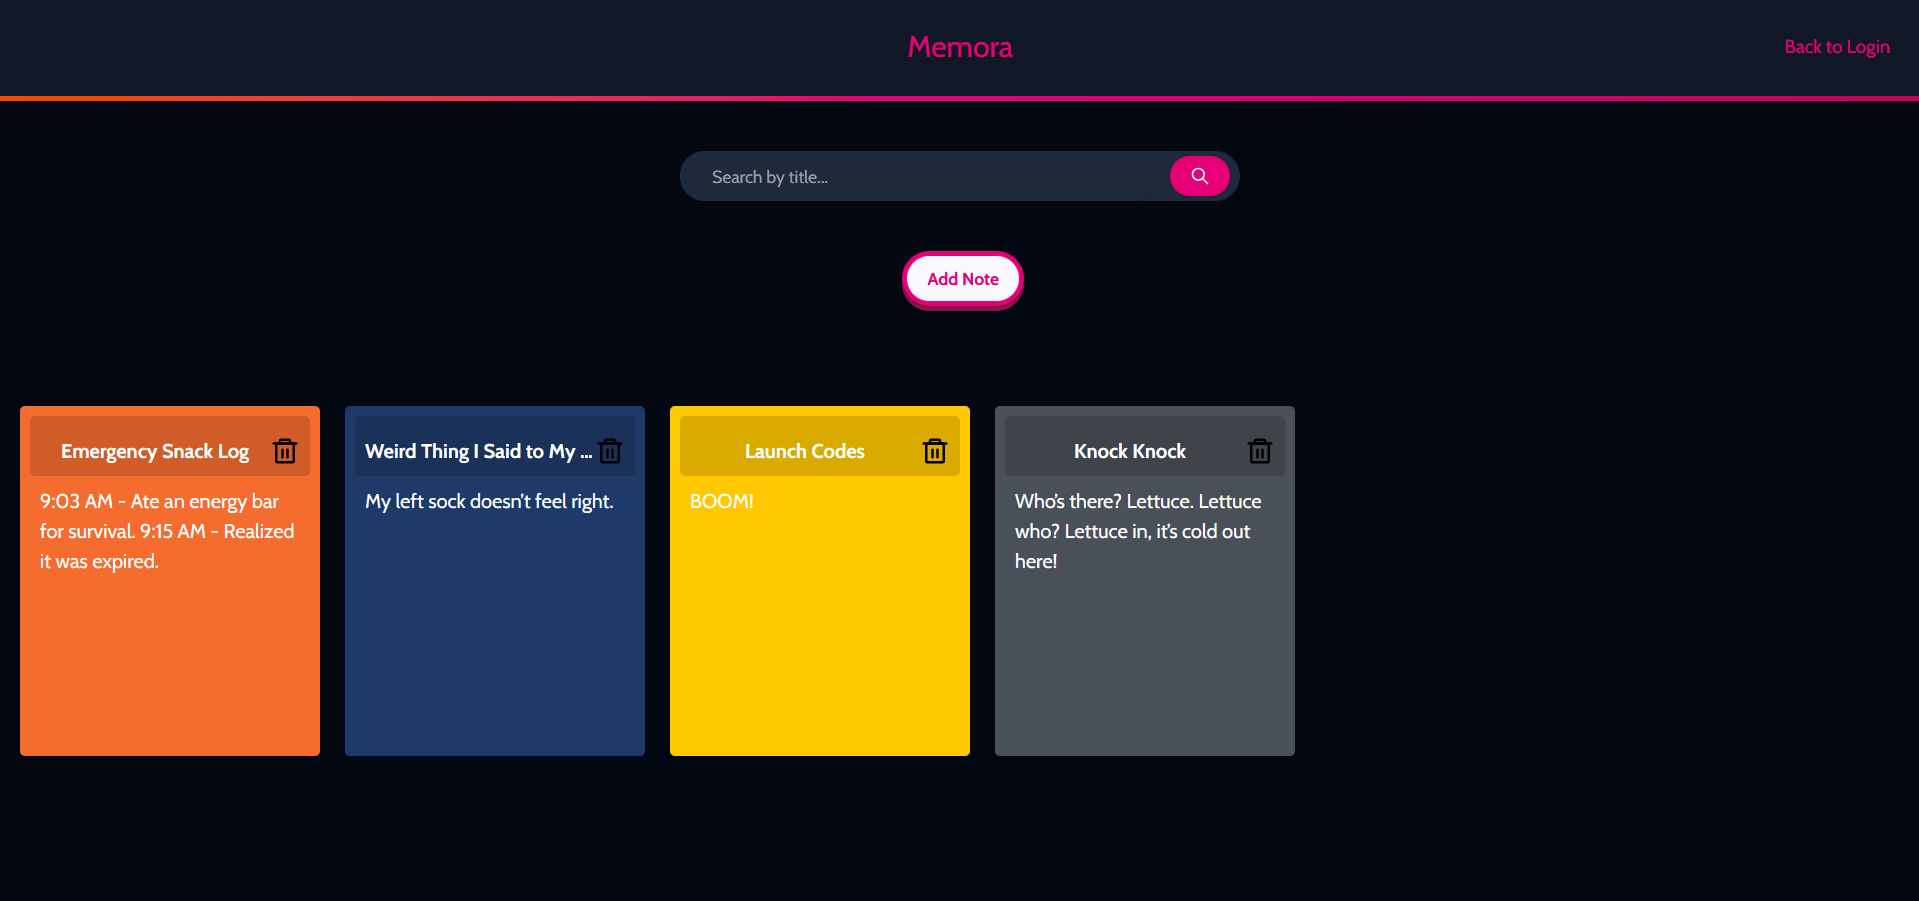 Memora
Back to Login
Search by title...
Add Note
Emergency Snack Log
9:03 AM - Ate an energy bar
for survival. 9:15 AM - Realized
it was expired.
Weird Thing I Said to My ...
My left sock doesn’t feel right.
Launch Codes
BOOM!
Knock Knock
Who’s there? Lettuce. Lettuce
who? Lettuce in, it’s cold out
here!